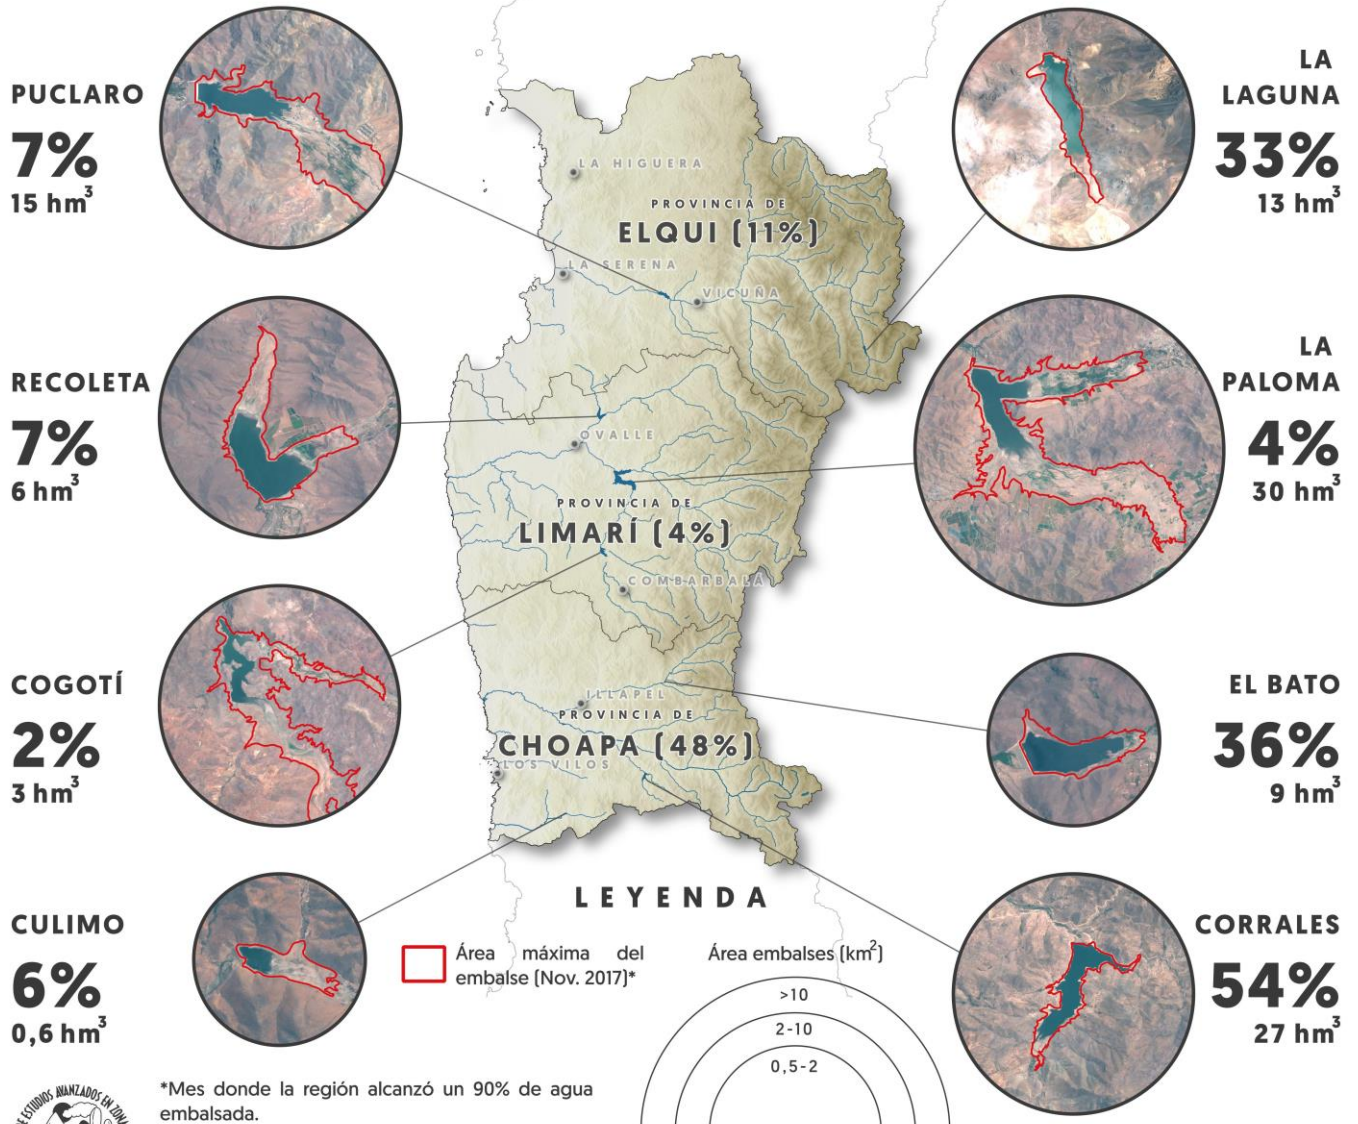 PUCLARO
7%
15 hm³
RECOLETA
7%
6 hm³
COGOTÍ
2%
3 hm³
CULIMO
6%
0,6 hm³
LA HIGUERA
PROVINCIA DE
ELQUI (11%)
LA SERENA
VICUÑA
OVALLE
PROVINCIA DE
LIMARÍ (4%)
COMBARBALÁ
ILLAPEL
PROVINCIA DE
CHOAPA (48%)
LOS VILOS
LA
LAGUNA
33%
13 hm³
LA
PALOMA
4%
30 hm³
EL BATO
36%
9 hm³
CORRALES
54%
27 hm³
LEYENDA
Área máxima del
embalse (Nov. 2017)*
Área embalses (km²)
>10
2-10
0,5-2
*Mes donde la región alcanzó un 90% de agua
embalsada.
ESTUDIOS AVANZADOS EN